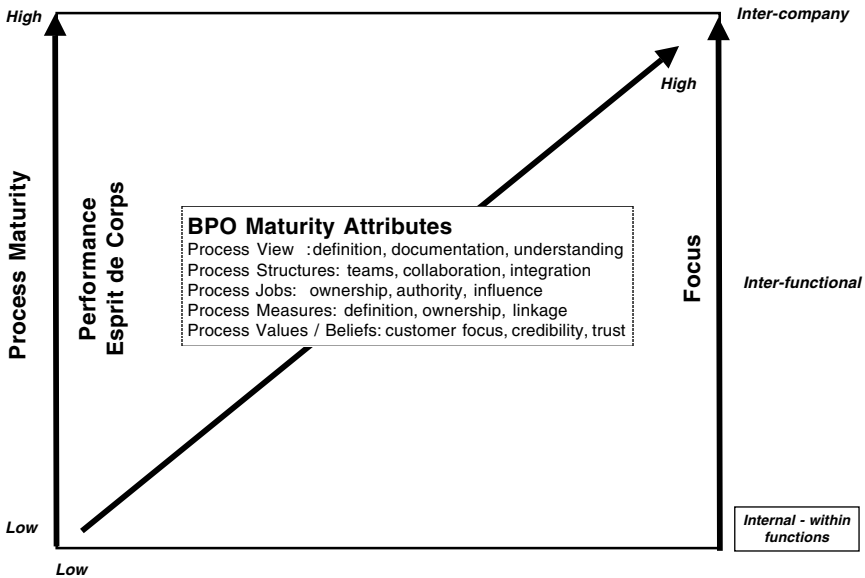 High
Inter-company
High
Process Maturity
Performance
Esprit de Corps
BPO Maturity Attributes
Process View : definition, documentation, understanding
Process Structures: teams, collaboration, integration
Process Jobs: ownership, authority, influence
Process Measures: definition, ownership, linkage
Process Values / Beliefs: customer focus, credibility, trust
Focus
Inter-functional
Low
Internal - within
functions
Low